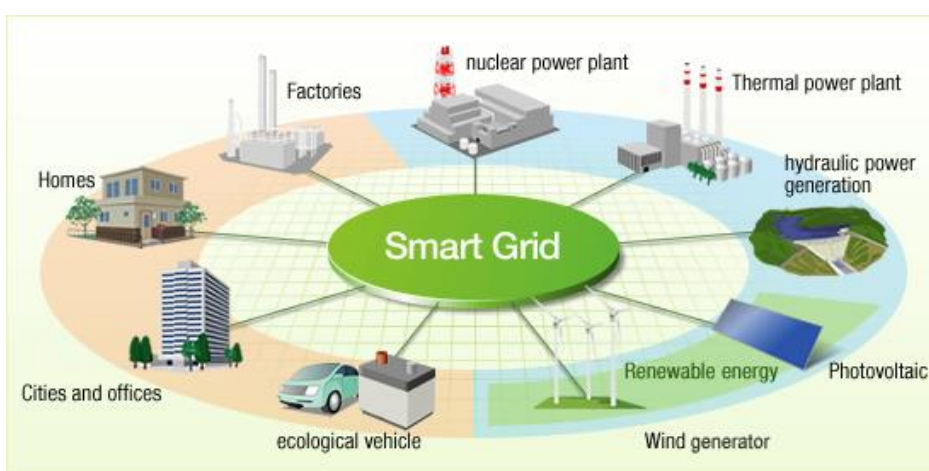 nuclear power plant
Factories
Thermal power plant
Homes
hydraulic power
generation
Smart Grid
Renewable energy
Photovoltaic
Cities and offices
ecological vehicle
Wind generator